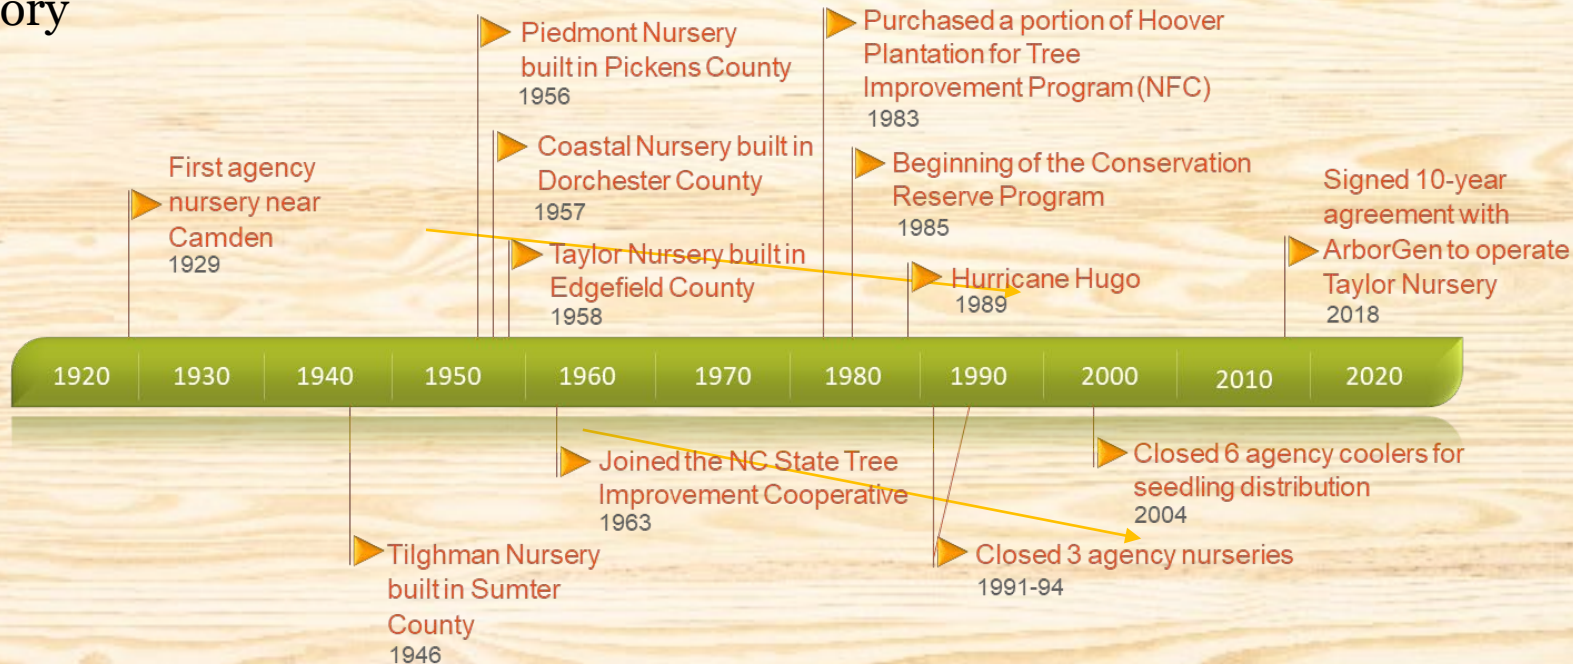 ory
First agency
nursery near
Camden
1929
Piedmont Nursery
built in Pickens County
1956
Coastal Nursery built in
Dorchester County
1957
Taylor Nursery built in
Edgefield County
1958
Purchased a portion of Hoover
Plantation for Tree
Improvement Program (NFC)
1983
Beginning of the Conservation
Reserve Program
1985
Hurricane Hugo
1989
Signed 10-year
agreement with
ArborGen to operate
Taylor Nursery
2018
1920 1930 1940 1950 1960 1970 1980 1990 2000 2010 2020
Tilghman Nursery
built in Sumter
County
1946
Joined the NC State Tree
Improvement Cooperative
1963
Closed 3 agency nurseries
1991-94
Closed 6 agency coolers for
seedling distribution
2004